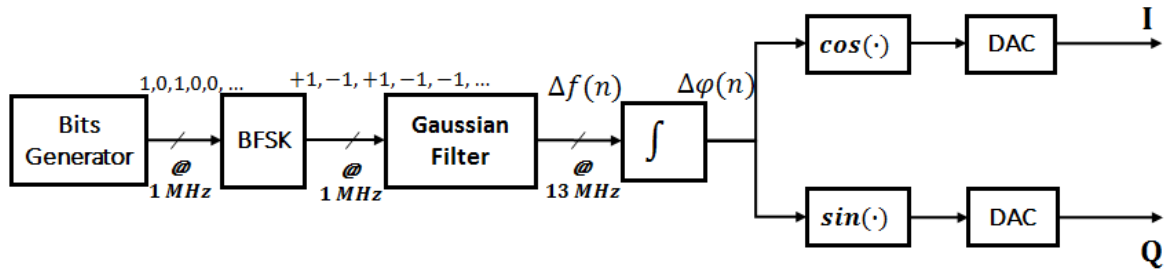 Bits
Generator
1,0,1,0,0, ...
@
1 MHz
BFSK
+1, −1, +1, −1, −1, ...
@
1 MHz
Gaussian
Filter
Δf(n)
@
13 MHz
∫
Δφ(n)
cos(·)
DAC
I
sin(·)
DAC
Q